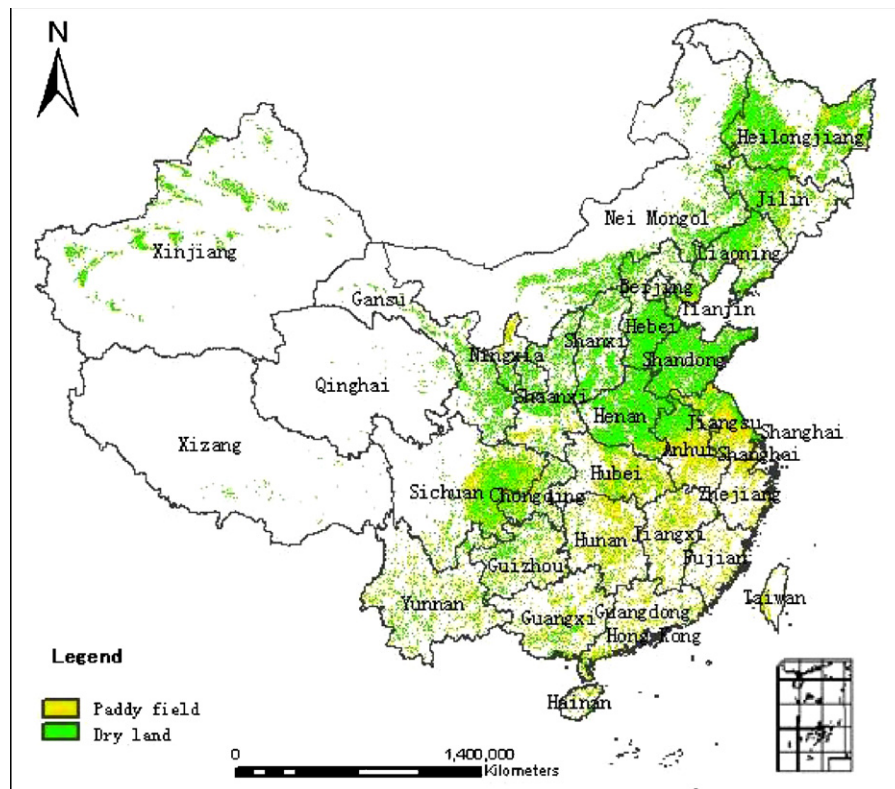 N
Heilongjiang
Jilin
Nei Mongol
Liaoning
Xinjiang
Beijing
Gansu
Tianjin
Hebei
Shanxi
Ningxia
Shandong
Qinghai
Shaanxi
Henan
Jiangsu
Shanghai
Xizang
Anhui
Shanghai
Hubei
Sichuan
Chongqing
Zhejiang
Hunan
Jiangxi
Fujian
Guizhou
Yunnan
Taiwan
Guangxi
Guangdong
Hong Kong
Hainan
Legend
Paddy field
Dry land
0 1,400,000
Kilometers